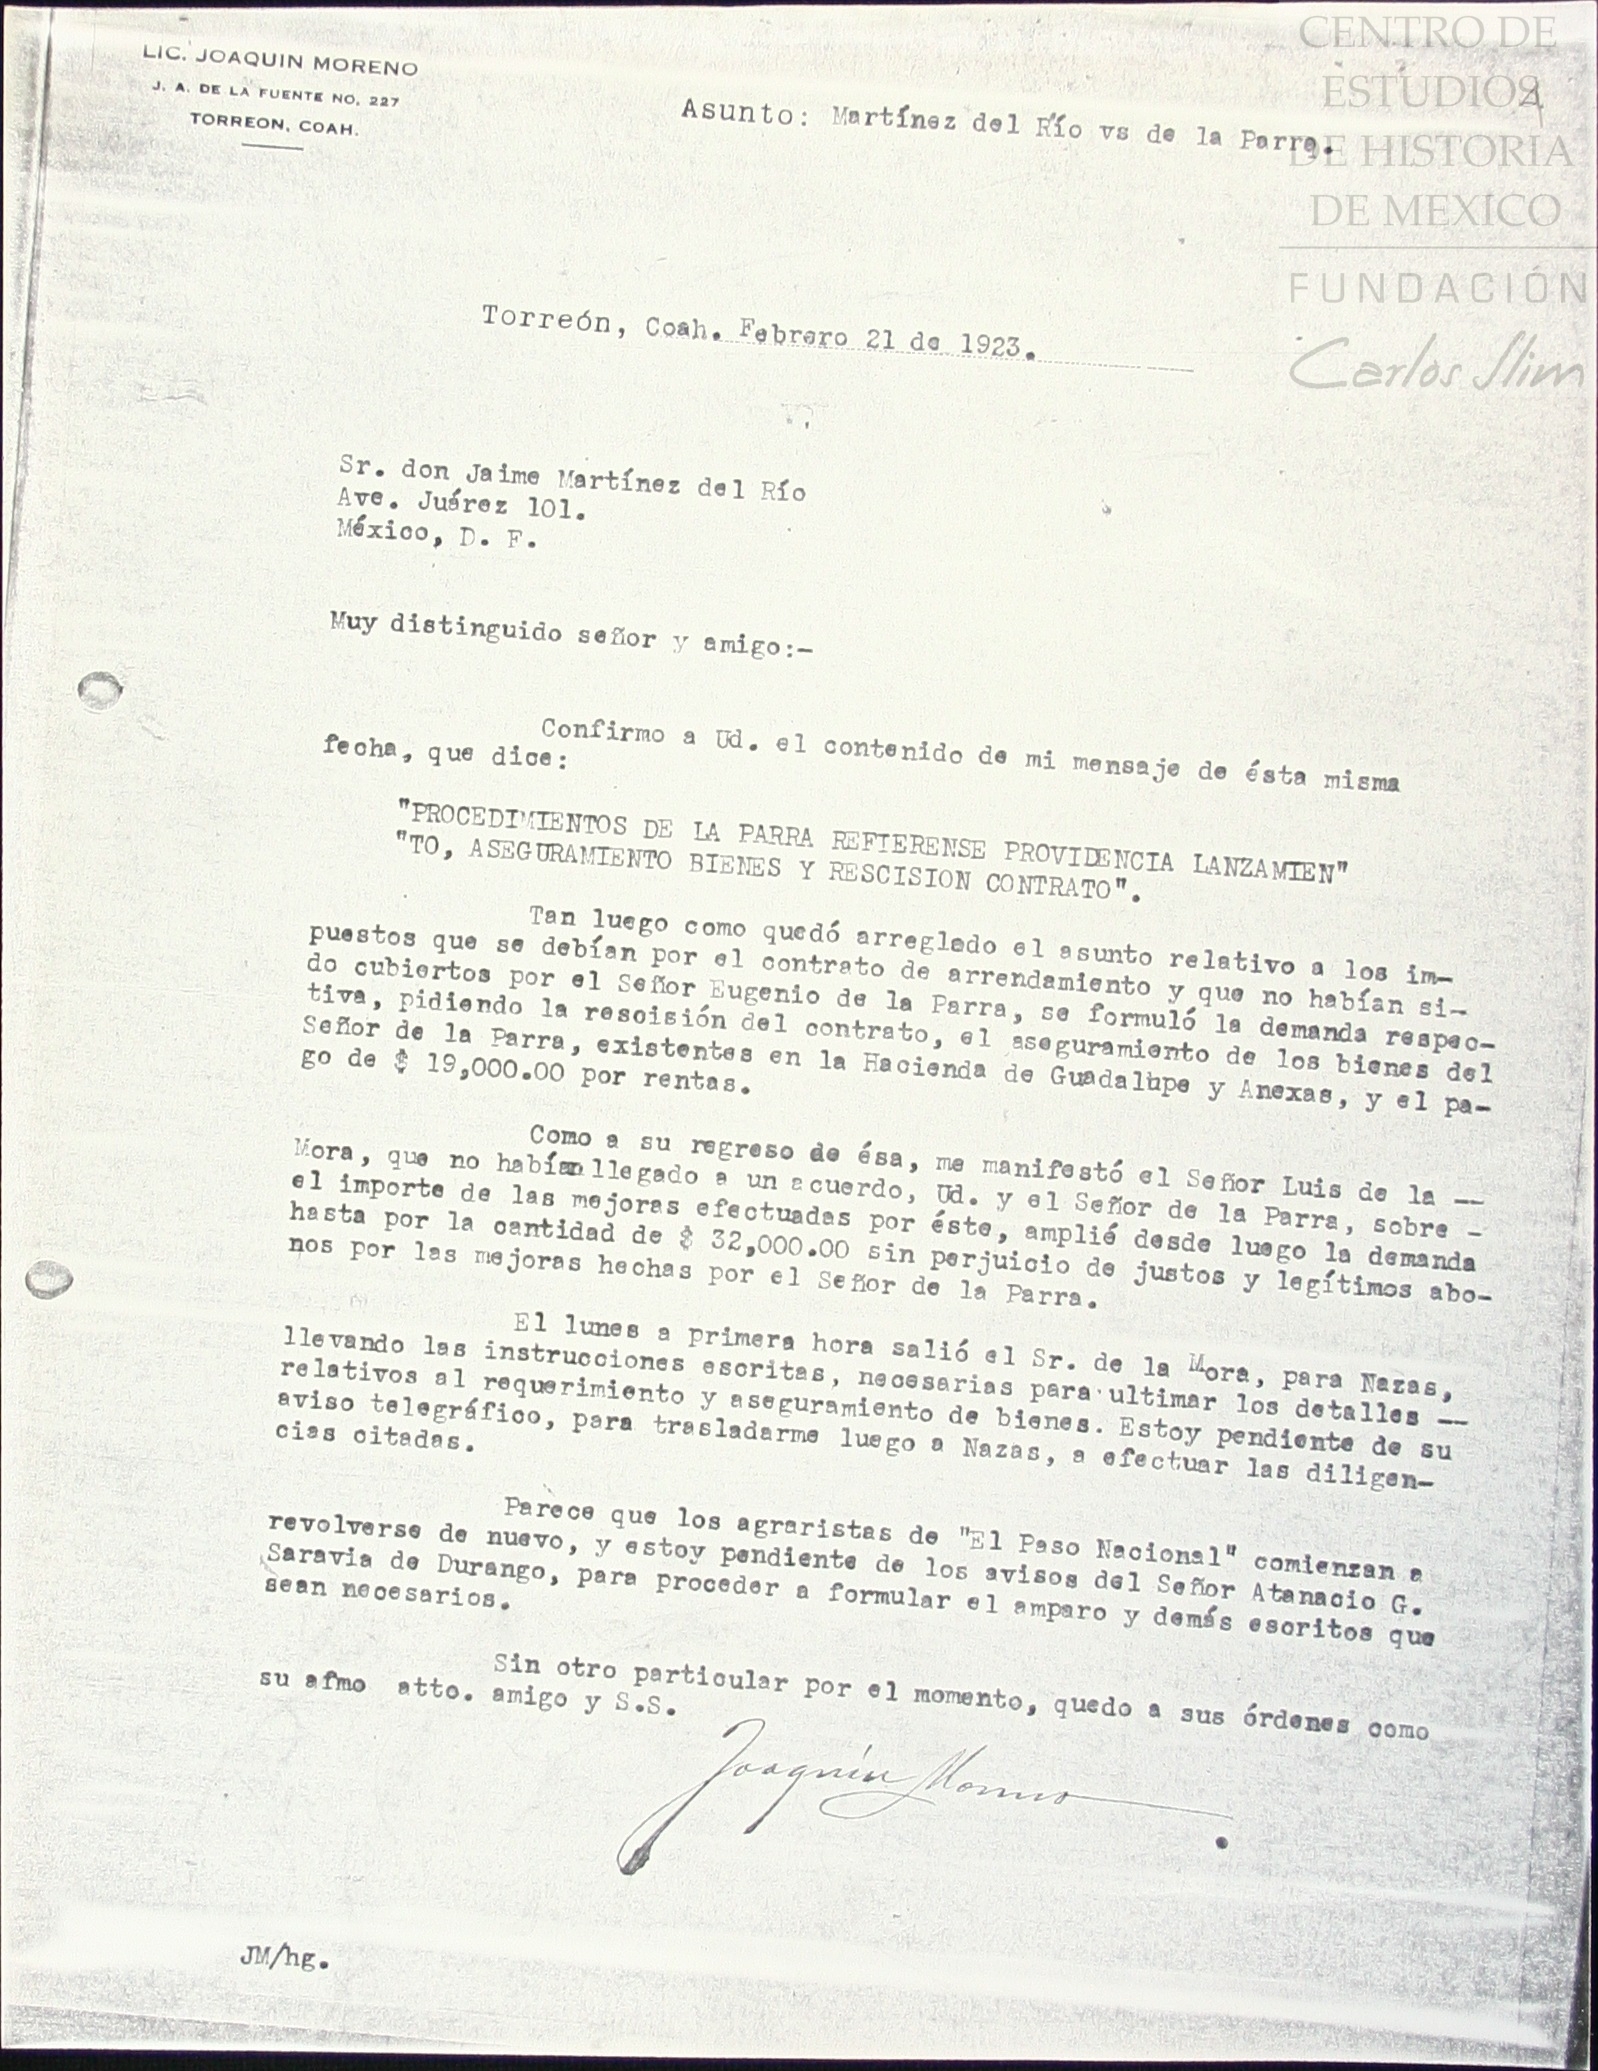 LIC. JOAQUIN MORENO
J. A. DE LA FUENTE NO. 227
TORREON, COAH.
CENTRO DE
ESTUDIOS
DE HISTORIA
DE MEXICO
FUNDACIÓN
Carlos Slim
Asunto: Martínez del Río vs de la Parra.
Torreón, Coah. Febrero 21 de 1923.
Sr. don Jaime Martínez del Río
Ave. Juárez 101.
México, D. F.
Muy distinguido señor y amigo:-
Confirmo a Ud. el contenido de mi mensaje de ésta misma
fecha, que dice:
"PROCEDIMIENTOS DE LA PARRA REFIERENSE PROVIDENCIA LANZAMIEN"
"TO, ASEGURAMIENTO BIENES Y RESCISION CONTRATO".
Tan luego como quedó arreglado el asunto relativo a los im-
puestos que se debían por el contrato de arrendamiento y que no habían si-
do cubiertos por el Señor Eugenio de la Parra, se formuló la demanda respec-
tiva, pidiendo la rescisión del contrato, el aseguramiento de los bienes del
Señor de la Parra, existentes en la Hacienda de Guadalupe y Anexas, y el pa-
go de $ 19,000.00 por rentas.
Como a su regreso de ésa, me manifestó el Señor Luis de la --
Mora, que no habían llegado a un acuerdo, Ud. y el Señor de la Parra, sobre -
el importe de las mejoras efectuadas por éste, amplié desde luego la demanda
hasta por la cantidad de $ 32,000.00 sin perjuicio de justos y legítimos abo-
nos por las mejoras hechas por el Señor de la Parra.
El lunes a primera hora salió el Sr. de la Mora, para Nazas,
llevando las instrucciones escritas, necesarias para ultimar los detalles --
relativos al requerimiento y aseguramiento de bienes. Estoy pendiente de su
aviso telegráfico, para trasladarme luego a Nazas, a efectuar las diligen-
cias citadas.
Parece que los agraristas de "El Paso Nacional" comienzan a
revolverse de nuevo, y estoy pendiente de los avisos del Señor Atanacio G.
Saravia de Durango, para proceder a formular el amparo y demás escritos que
sean necesarios.
Sin otro particular por el momento, quedo a sus órdenes como
su afmo atto. amigo y S.S.
Joaquín Moreno
JM/hg.